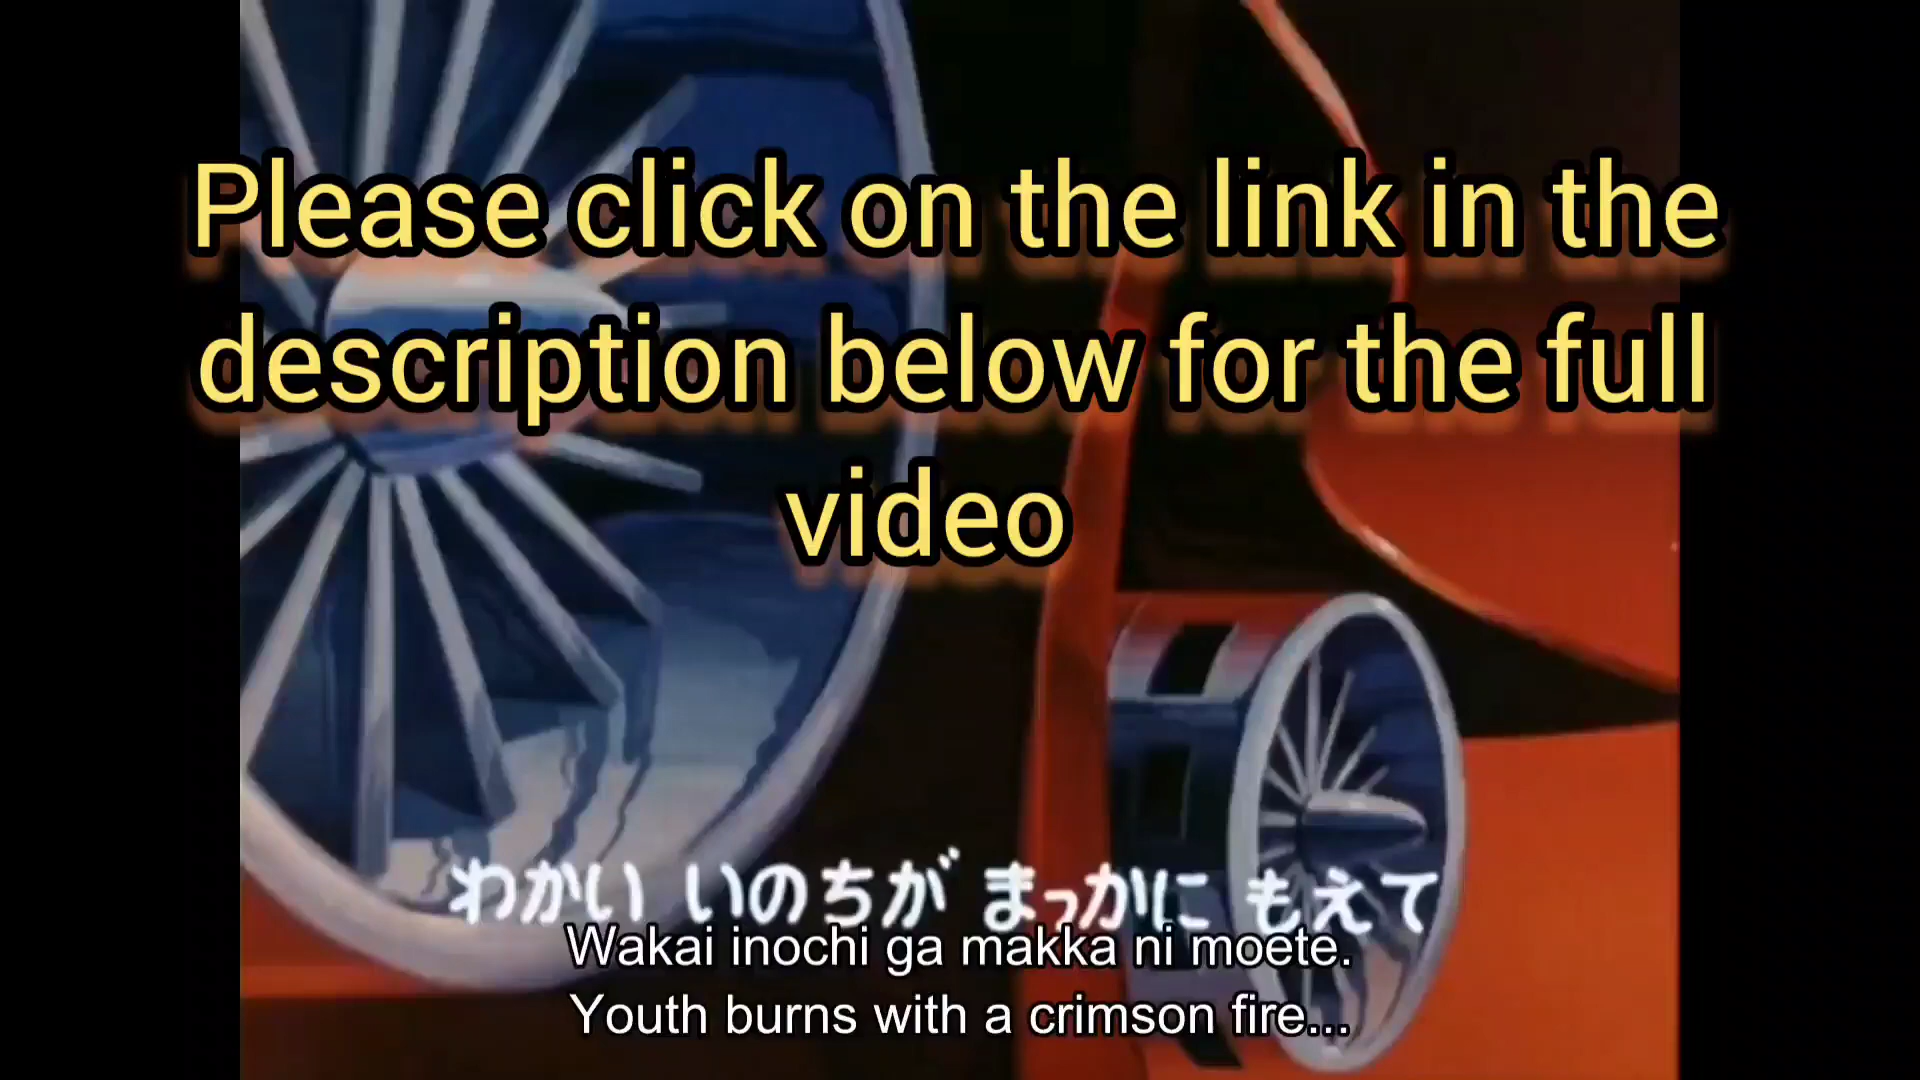 Please click on the link in the
description below for the full
video
わかい いのちが まっかに もえて
Wakai inochi ga makka ni moete.
Youth burns with a crimson fire...